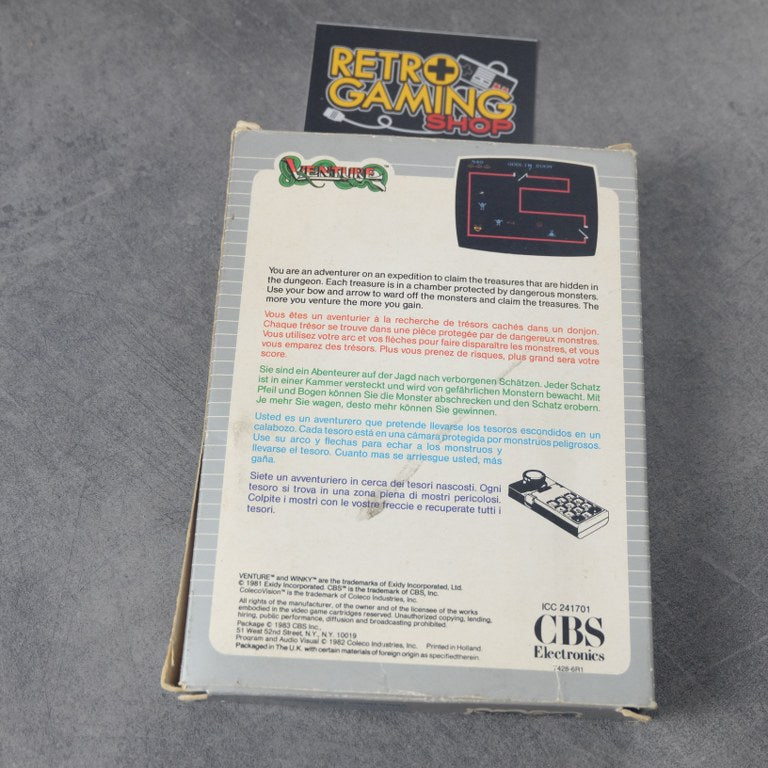 RETRO
GAMING
SHOP
VENTURE™
GOBLIN ROOM
You are an adventurer on an expedition to claim the treasures that are hidden in
the dungeon. Each treasure is in a chamber protected by dangerous monsters.
Use your bow and arrow to ward off the monsters and claim the treasures. The
more you venture the more you gain.
Vous êtes un aventurier à la recherche de trésors cachés dans un donjon.
Chaque trésor se trouve dans une pièce protegée par de dangereux monstres.
Vous utilisez votre arc et vos flèches pour faire disparaître les monstres, et vous
vous emparez des trésors. Plus vous prenez de risques, plus grand sera votre
score.
Sie sind ein Abenteurer auf der Jagd nach verborgenen Schätzen. Jeder Schatz
ist in einer Kammer versteckt und wird von gefährlichen Monstern bewacht. Mit
Pfeil und Bogen können Sie die Monster abschrecken und den Schatz erobern.
Je mehr Sie wagen, desto mehr können Sie gewinnen.
Usted es un aventurero que pretende llevarse los tesoros escondidos en un
calabozo. Cada tesoro está en una cámara protegida por monstruos peligrosos.
Use su arco y flechas para echar a los monstruos y
llevarse el tesoro. Cuanto mas se arriesgue usted, más
gaña.
Siete un avventuriero in cerca dei tesori nascosti. Ogni
tesoro si trova in una zona piena di mostri pericolosi.
Colpite i mostri con le vostre freccie e recuperate tutti i
tesori.
VENTURE™ and WINKY™ are the trademarks of Exidy Incorporated, Ltd.
© 1981 Exidy Incorporated. CBS™ is the trademark of CBS, Inc.
ColecoVision™ is the trademark of Coleco Industries, Inc.
All rights of the manufacturer, of the owner and of the licensee of the works
embodied in the video game cartridges reserved. Unauthorized copying, lending,
hiring, public performing, diffusion and broadcasting prohibited.
Package © 1983 CBS Inc.,
51 West 52nd Street, N.Y., N.Y. 10019
Program and Audio Visual © 1982 Coleco Industries, Inc. Printed in Holland.
Packaged in The U.K. with certain materials of foreign origin as specified therein.
ICC 241701
CBS
Electronics
7428-6R1